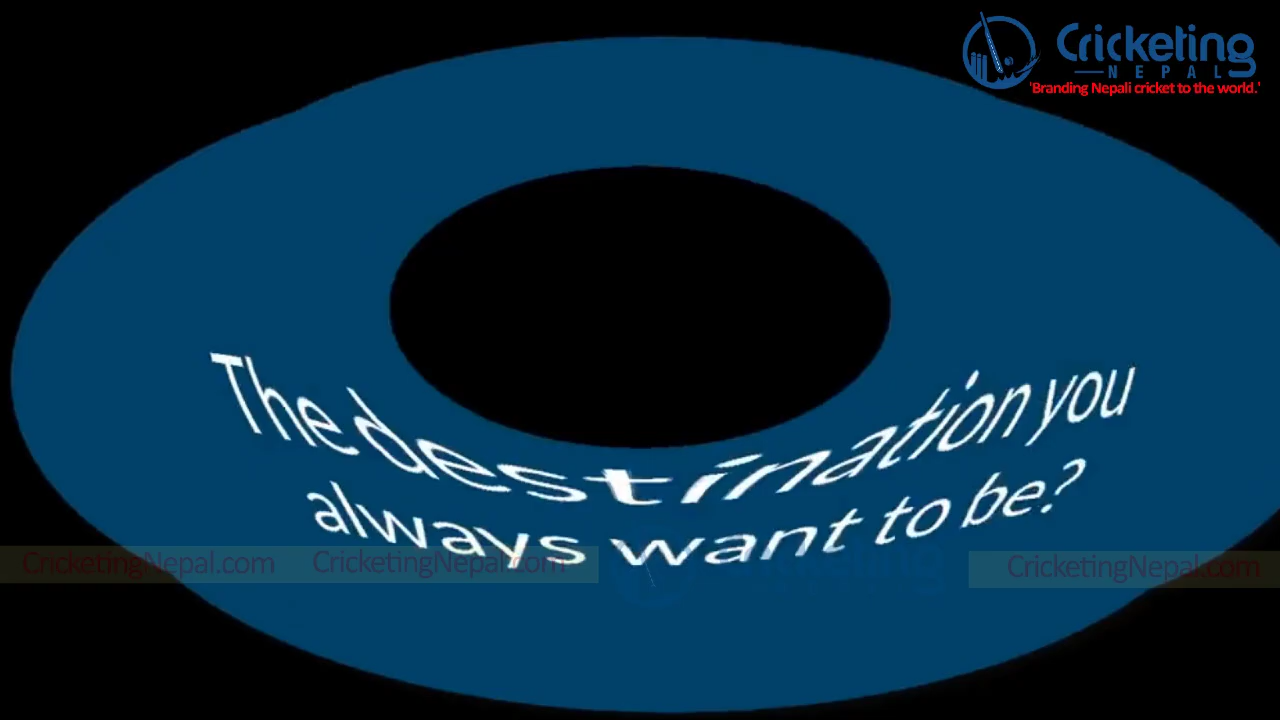 Cricketing
NEPAL
'Branding Nepali cricket to the world.'
The destination you
always want to be?
CricketingNepal.com
CricketingNepal.com
CricketingNepal.com